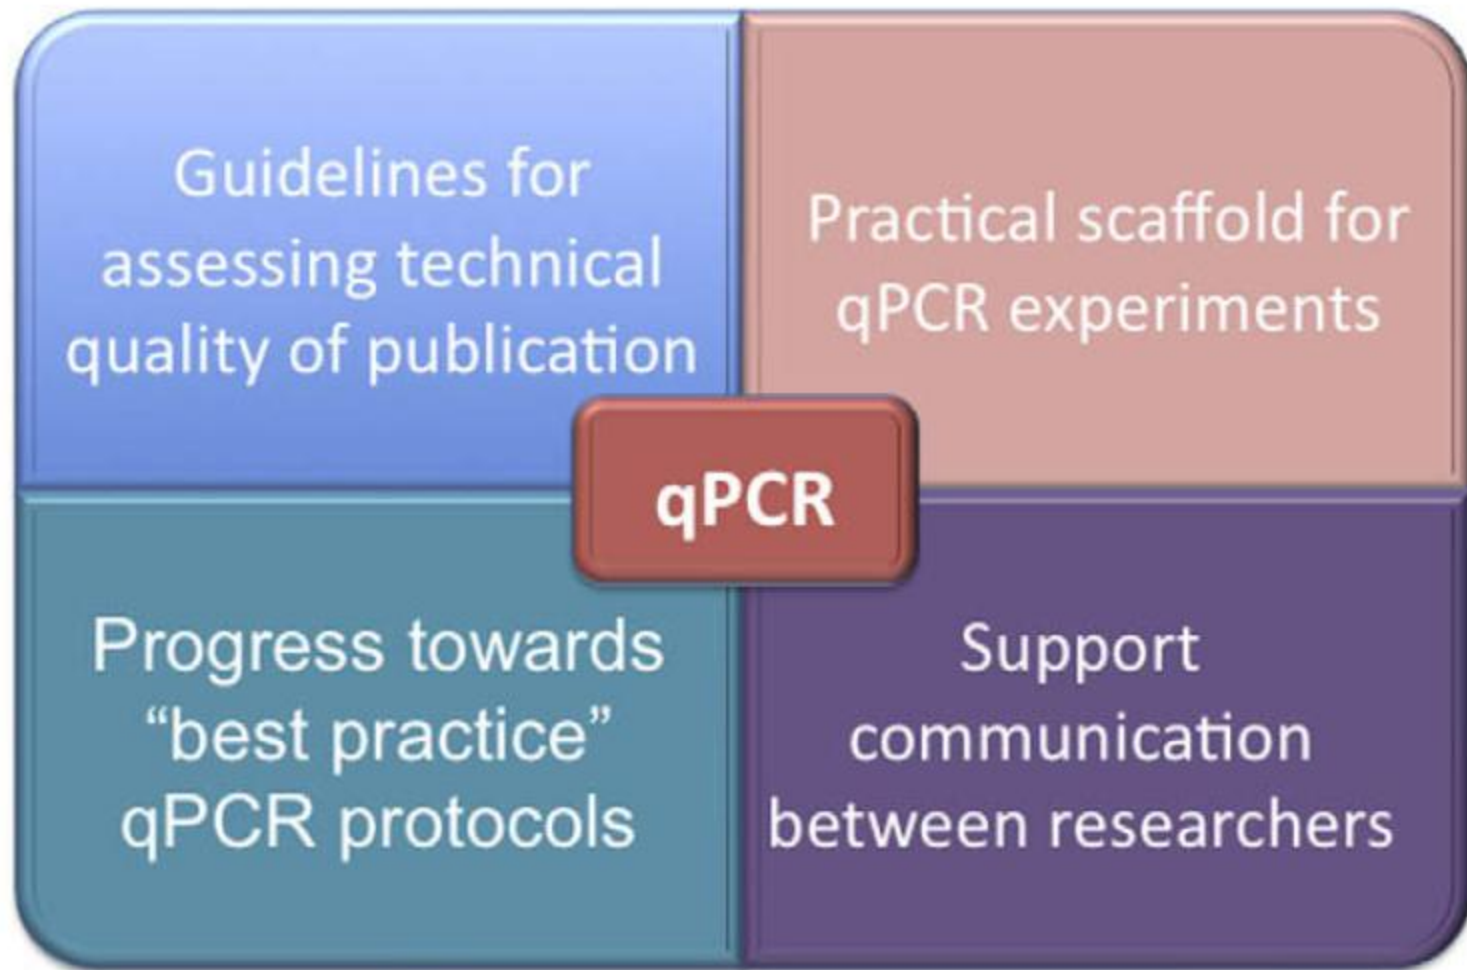 Guidelines for
assessing technical
quality of publication
Practical scaffold for
qPCR experiments
qPCR
Progress towards
“best practice”
qPCR protocols
Support
communication
between researchers